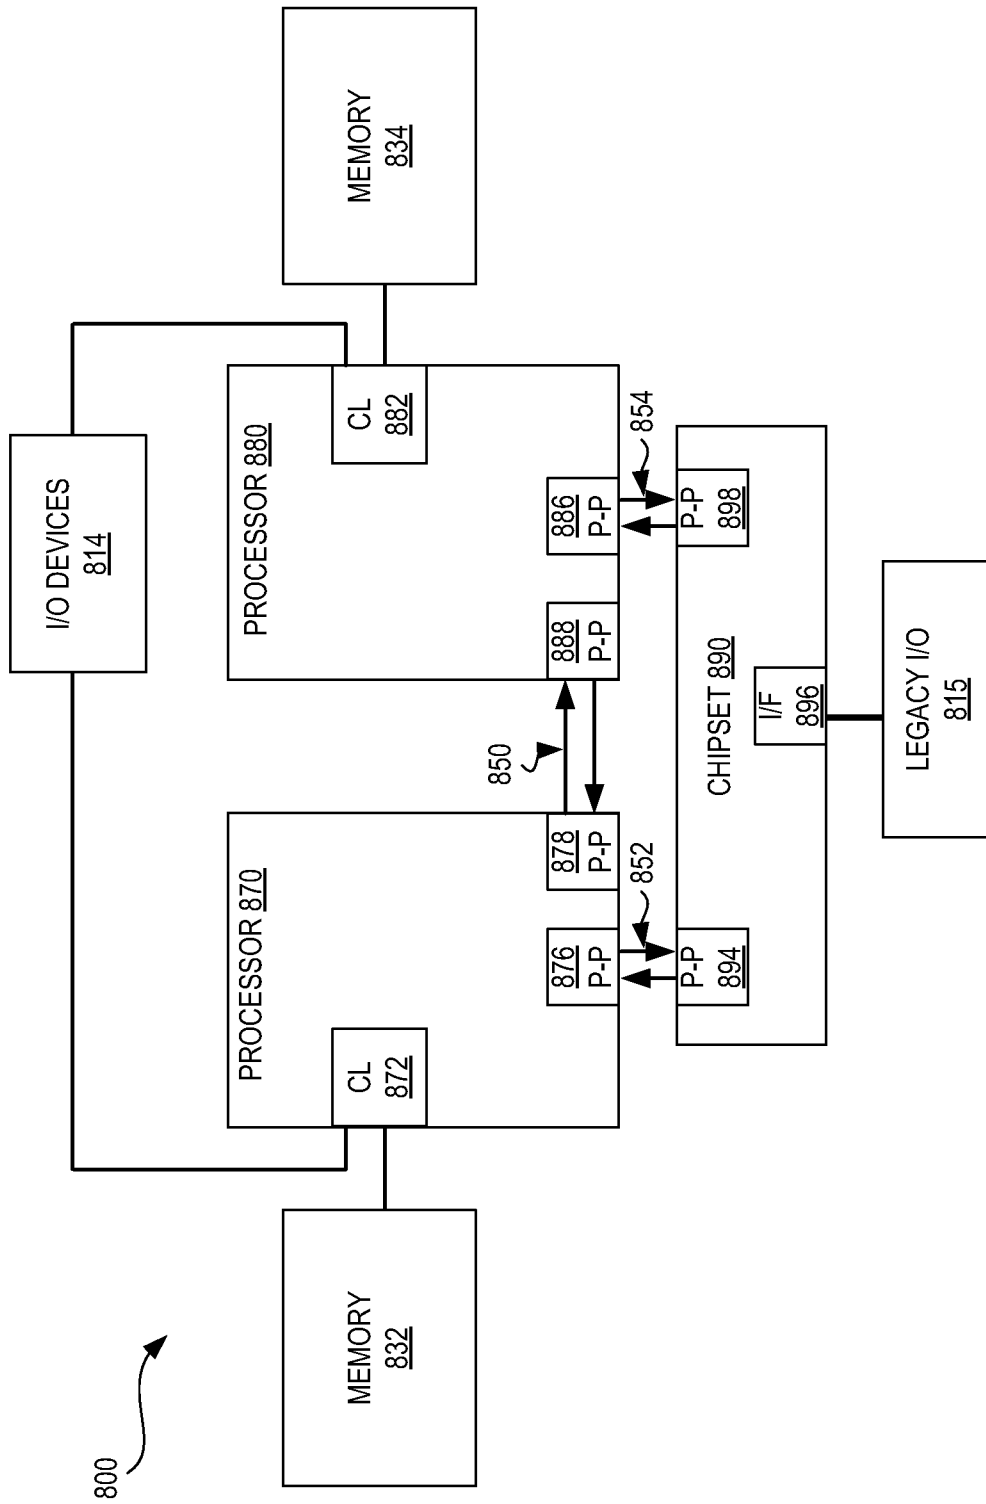 800
I/O DEVICES
814
MEMORY
832
PROCESSOR 870
CL
872
876
P-P
878
P-P
850
PROCESSOR 880
CL
882
888
P-P
886
P-P
MEMORY
834
852
854
P-P
894
CHIPSET 890
P-P
898
I/F
896
LEGACY I/O
815